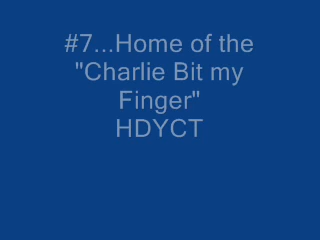 #7...Home of the
"Charlie Bit my
Finger"
HDYCT